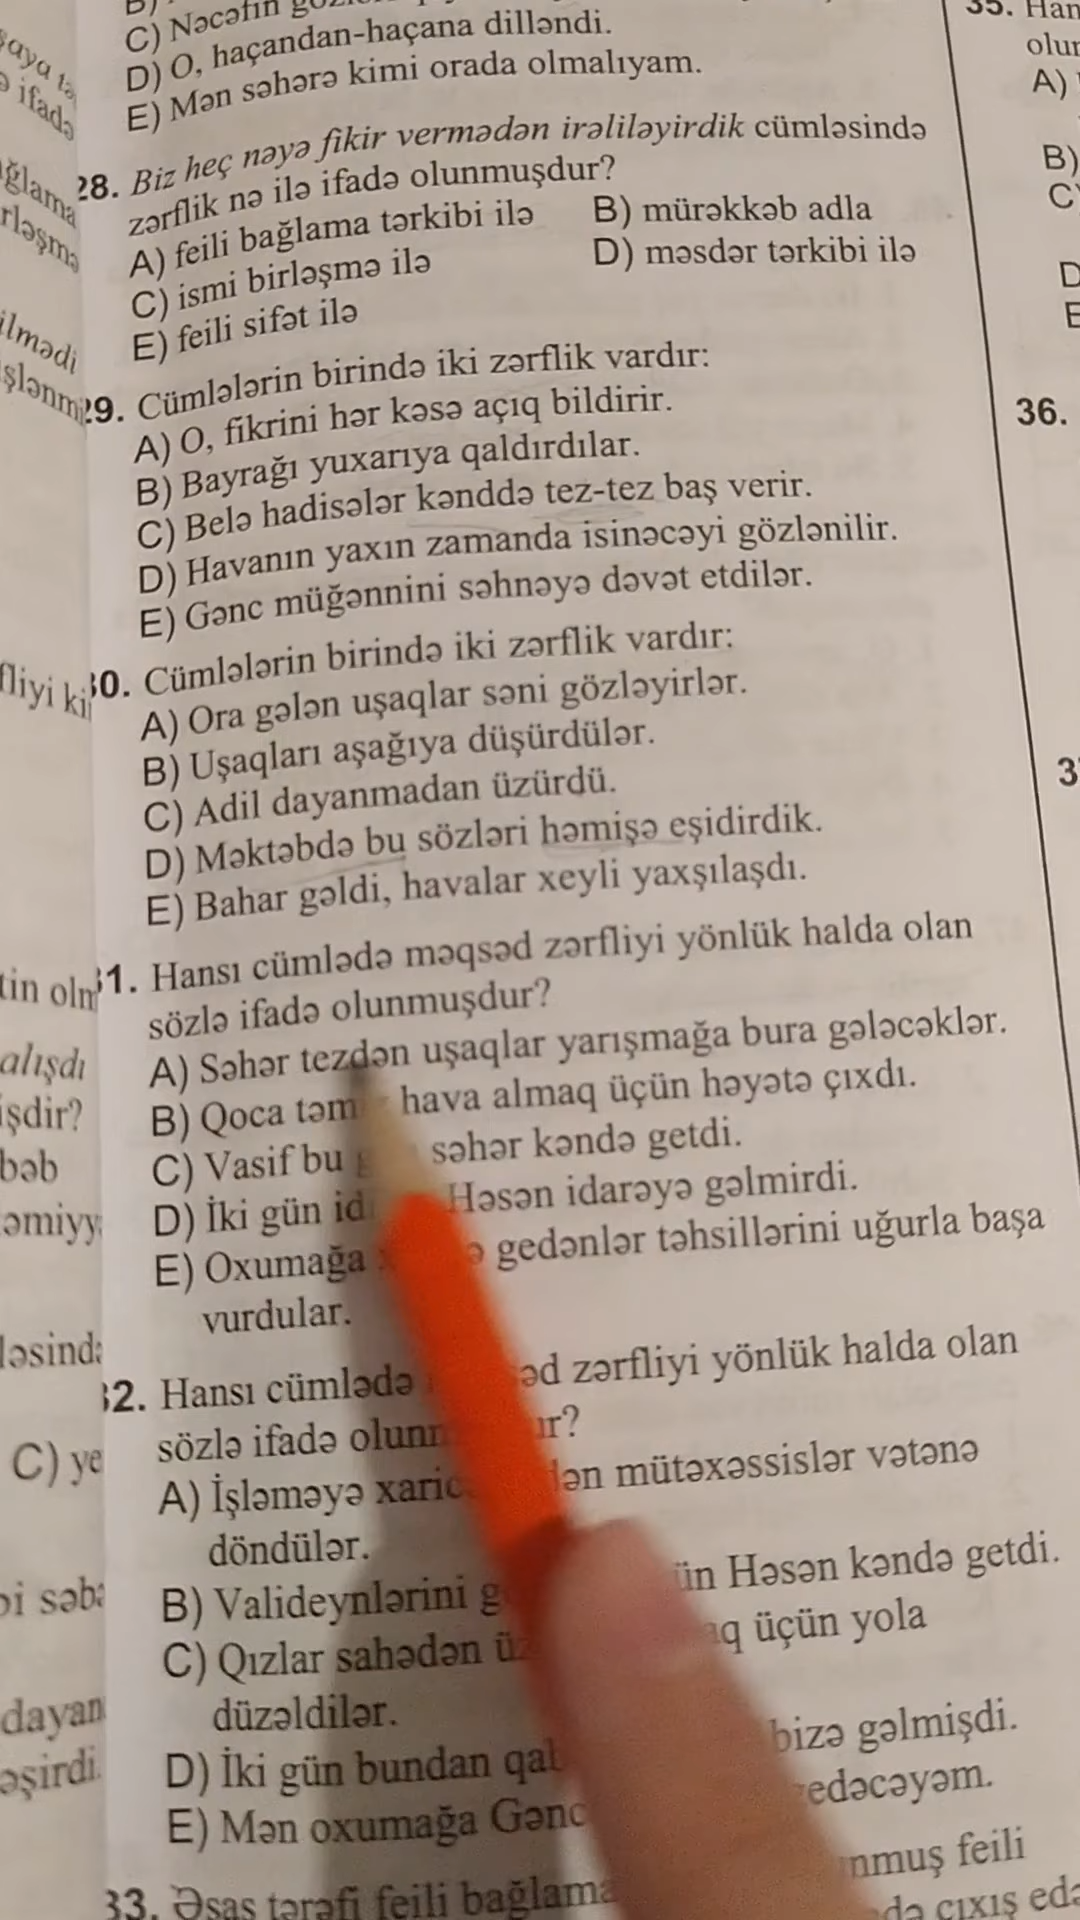 C) Nəcəfin
D) O, haçandan-haçana dilləndi.
E) Mən səhərə kimi orada olmalıyam.
28. Biz heç nəyə fikir vermədən irəliləyirdik cümləsində
zərflik nə ilə ifadə olunmuşdur?
A) feili bağlama tərkibi ilə B) mürəkkəb adla
C) ismi birləşmə ilə D) məsdər tərkibi ilə
E) feili sifət ilə
29. Cümlələrin birində iki zərflik vardır:
A) O, fikrini hər kəsə açıq bildirir.
B) Bayrağı yuxarıya qaldırdılar.
C) Belə hadisələr kənddə tez-tez baş verir.
D) Havanın yaxın zamanda isinəcəyi gözlənilir.
E) Gənc müğənnini səhnəyə dəvət etdilər.
30. Cümlələrin birində iki zərflik vardır:
A) Ora gələn uşaqlar səni gözləyirlər.
B) Uşaqları aşağıya düşürdülər.
C) Adil dayanmadan üzürdü.
D) Məktəbdə bu sözləri həmişə eşidirdik.
E) Bahar gəldi, havalar xeyli yaxşılaşdı.
31. Hansı cümlədə məqsəd zərfliyi yönlük halda olan
sözlə ifadə olunmuşdur?
A) Səhər tezdən uşaqlar yarışmağa bura gələcəklər.
B) Qoca hava almaq üçün həyətə çıxdı.
C) Vasif bu səhər kəndə getdi.
D) İki gün Həsən idarəyə gəlmirdi.
E) Oxumağa gedənlər təhsillərini uğurla başa
vurdular.
32. Hansı cümlədə zərfliyi yönlük halda olan
sözlə ifadə
A) İşləməyə mütəxəssislər vətənə
döndülər.
B) Valideynlərini Həsən kəndə getdi.
C) Qızlar sahədən üçün yola
düzəldilər.
D) İki gün bundan bizə gəlmişdi.
E) Mən oxumağa
33. Əsas tərəfi feili bağlama feili
çıxış
ifadə
alışdı
işdir?
C)
35.
A)
B)
C
D
E
36.